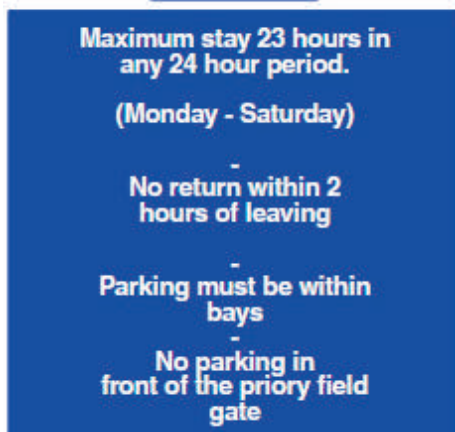 Maximum stay 23 hours in
any 24 hour period.
(Monday - Saturday)
-
No return within 2
hours of leaving
-
Parking must be within
bays
-
No parking in
front of the priory field
gate